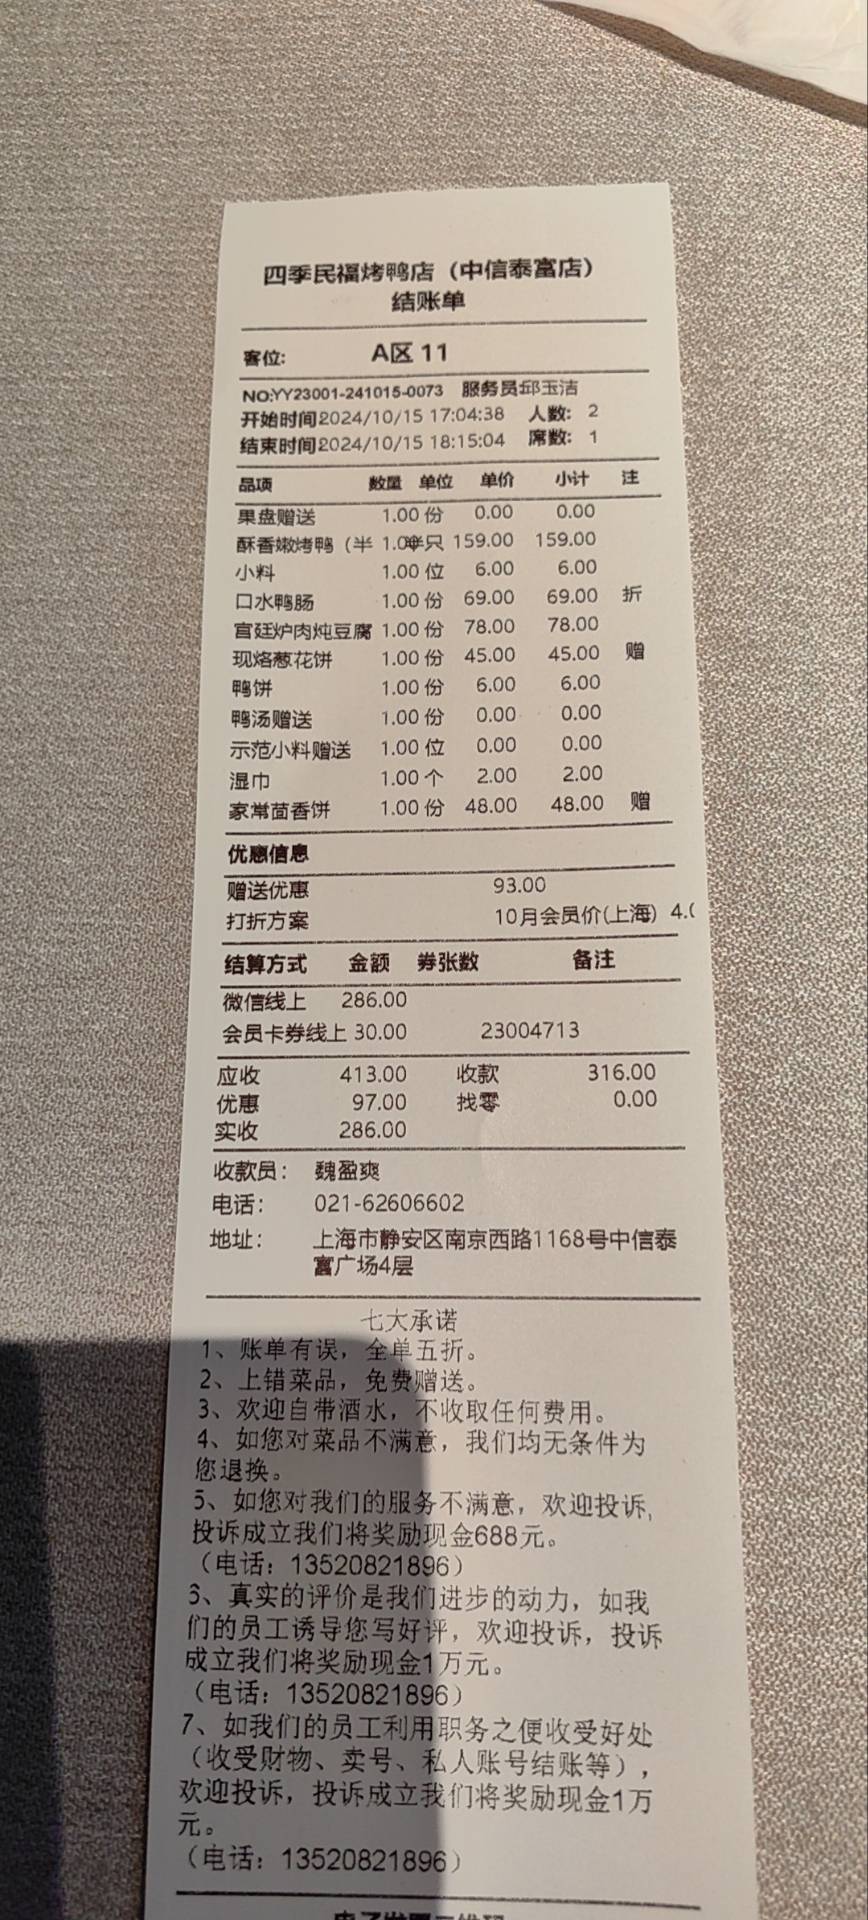 四季民福烤鸭店（中信泰富店）
结账单
客位: A区 11
NO:YY23001-241015-0073 服务员:邱玉洁
开始时间2024/10/15 17:04:38 人数: 2
结束时间2024/10/15 18:15:04 席数: 1
品项 数量 单位 单价 小计 注
果盘赠送 1.00 份 0.00 0.00
酥香嫩烤鸭（半 1.00 半只 159.00 159.00
小料 1.00 位 6.00 6.00
口水鸭肠 1.00 份 69.00 69.00 折
宫廷炉肉炖豆腐 1.00 份 78.00 78.00
现烙葱花饼 1.00 份 45.00 45.00 赠
鸭饼 1.00 份 6.00 6.00
鸭汤赠送 1.00 份 0.00 0.00
示范小料赠送 1.00 位 0.00 0.00
湿巾 1.00 个 2.00 2.00
家常茴香饼 1.00 份 48.00 48.00 赠
优惠信息
赠送优惠 93.00
打折方案 10月会员价(上海) 4.
结算方式 金额 券张数 备注
微信线上 286.00
会员卡券线上 30.00 23004713
应收 413.00 收款 316.00
优惠 97.00 找零 0.00
实收 286.00
收款员: 魏盈爽
电话: 021-62606602
地址: 上海市静安区南京西路1168号中信泰
富广场4层
七大承诺
1、账单有误，全单五折。
2、上错菜品，免费赠送。
3、欢迎自带酒水，不收取任何费用。
4、如您对菜品不满意，我们均无条件为
您退换。
5、如您对我们的服务不满意，欢迎投诉,
投诉成立我们将奖励现金688元。
（电话：13520821896）
6、真实的评价是我们进步的动力，如我
们的员工诱导您写好评，欢迎投诉，投诉
成立我们将奖励现金1万元。
（电话：13520821896）
7、如我们的员工利用职务之便收受好处
（收受财物、卖号、私人账号结账等），
欢迎投诉，投诉成立我们将奖励现金1万
元。
（电话：13520821896）